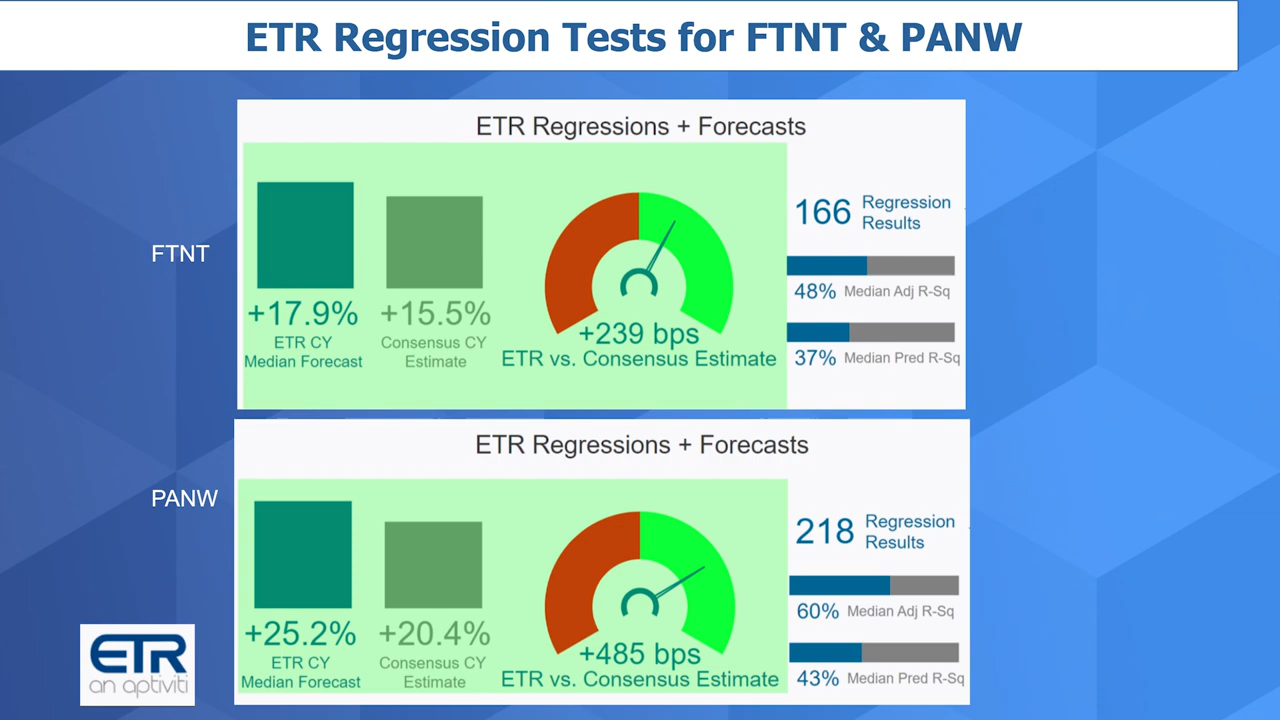 ETR Regression Tests for FTNT & PANW
FTNT
ETR Regressions + Forecasts
+17.9%
ETR CY
Median Forecast
+15.5%
Consensus CY
Estimate
+239 bps
ETR vs. Consensus Estimate
166
Regression
Results
48% Median Adj R-Sq
37% Median Pred R-Sq
PANW
ETR Regressions + Forecasts
+25.2%
ETR CY
Median Forecast
+20.4%
Consensus CY
Estimate
+485 bps
ETR vs. Consensus Estimate
218
Regression
Results
60% Median Adj R-Sq
43% Median Pred R-Sq
ETR
an aptiviti